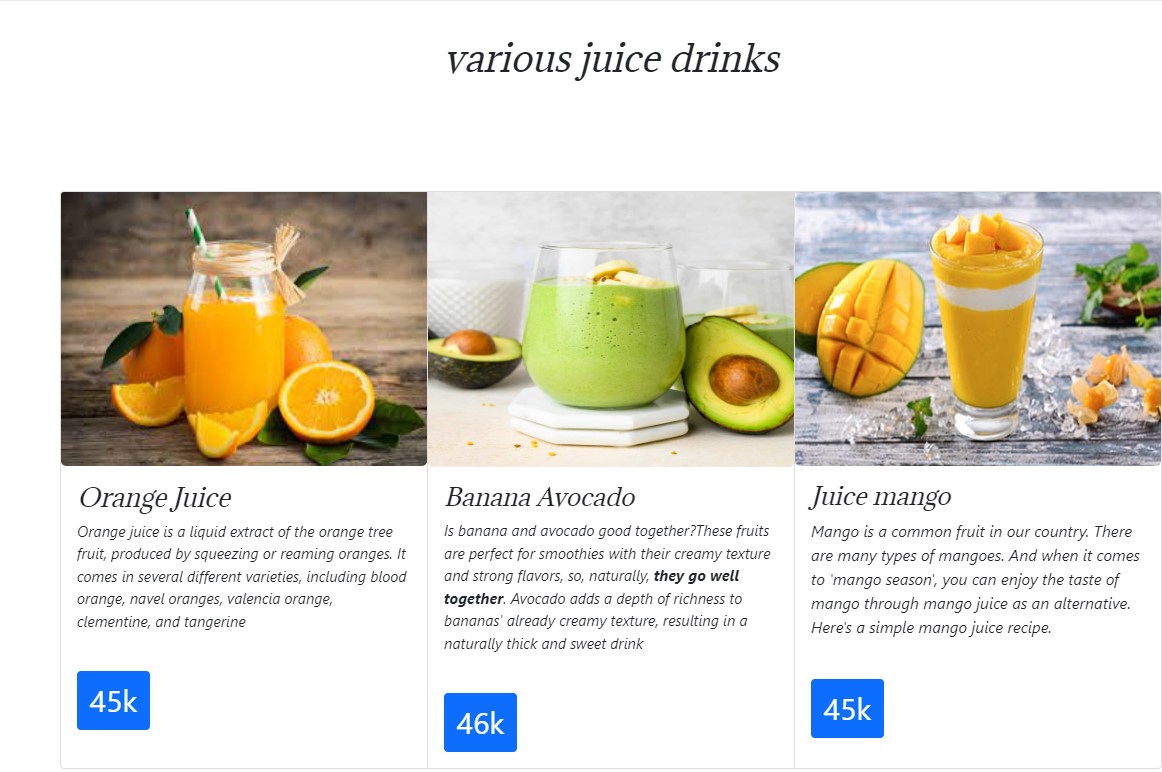 various juice drinks
Orange Juice
Orange juice is a liquid extract of the orange tree
fruit, produced by squeezing or reaming oranges. It
comes in several different varieties, including blood
orange, navel oranges, valencia orange,
clementine, and tangerine
45k
Banana Avocado
Is banana and avocado good together?These fruits
are perfect for smoothies with their creamy texture
and strong flavors, so, naturally, they go well
together. Avocado adds a depth of richness to
bananas' already creamy texture, resulting in a
naturally thick and sweet drink
46k
Juice mango
Mango is a common fruit in our country. There
are many types of mangoes. And when it comes
to 'mango season', you can enjoy the taste of
mango through mango juice as an alternative.
Here's a simple mango juice recipe.
45k